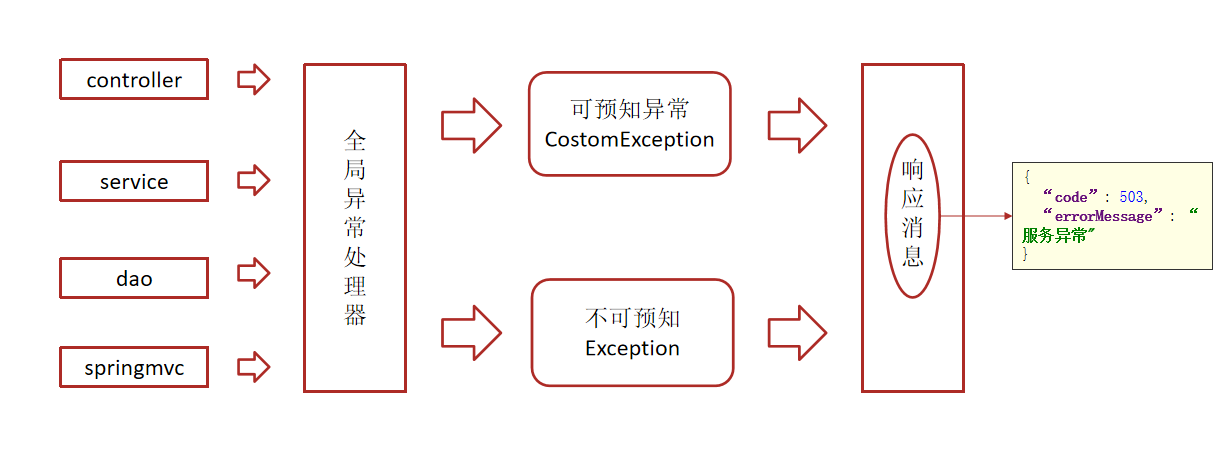 controller
service
dao
springmvc
全局异常处理器
可预知异常
CostomException
不可预知
Exception
响应消息
{
“code”: 503,
“errorMessage”: “
服务异常"
}